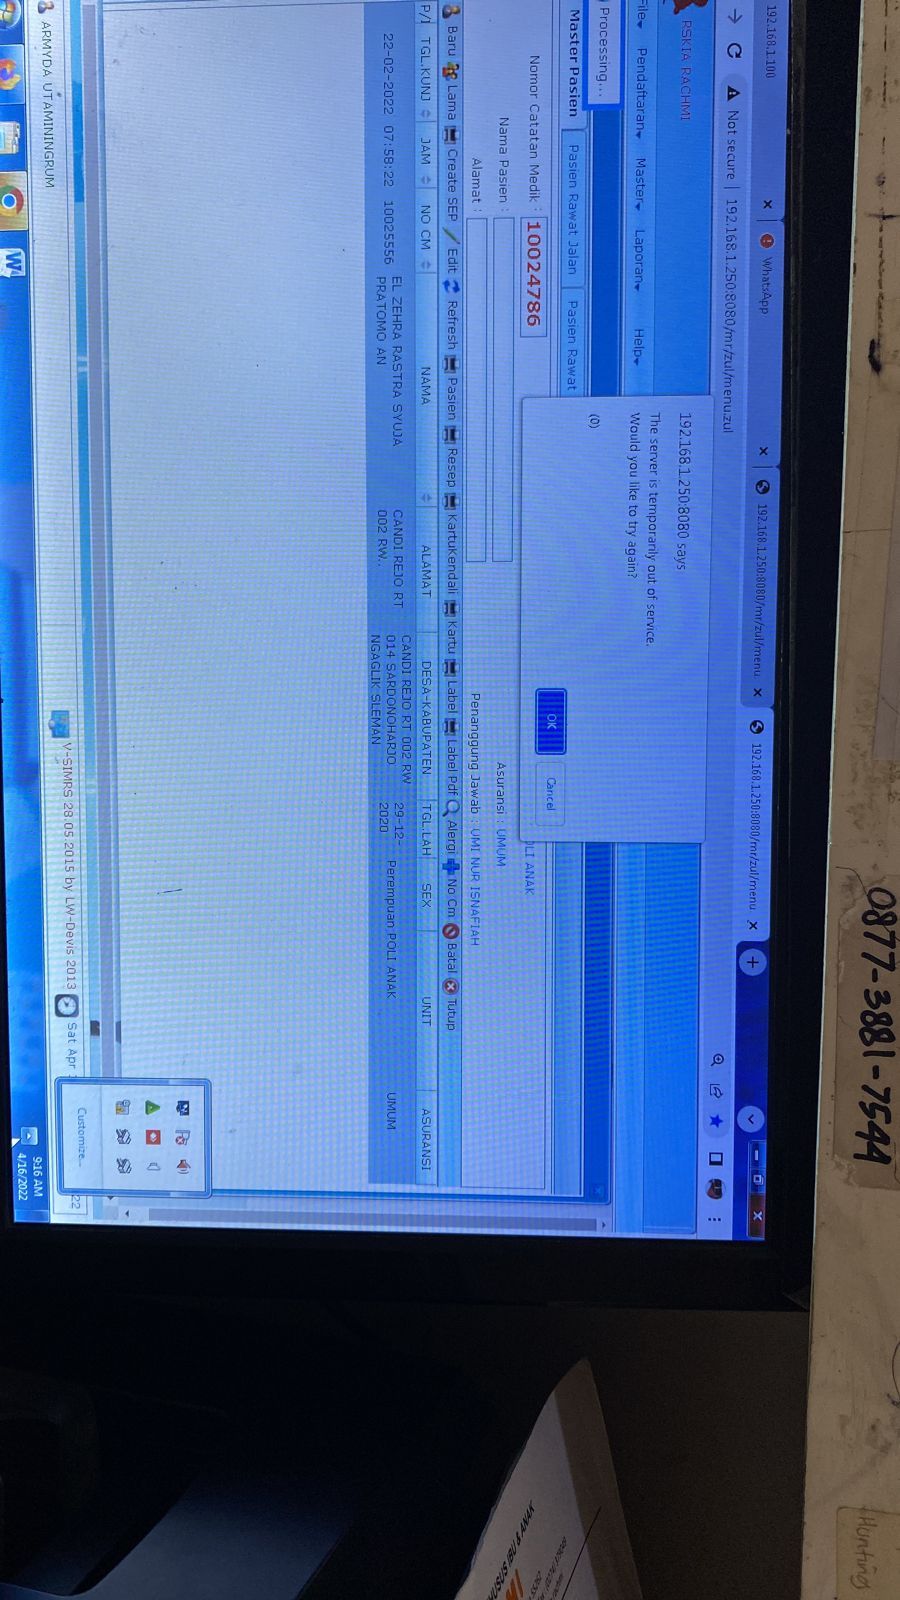 0877-3881-7544
Hunting
192.168.1.100
WhatsApp
192.168.1.250:8080/mr/zul/menu
192.168.1.250:8080/mr/zul/menu
Not secure
192.168.1.250:8080/mr/zul/menu.zul
RSKIA RACHMI
192.168.1.250:8080 says
The server is temporarily out of service.
Would you like to try again?
(0)
OK Cancel
File Pendaftaran Master Laporan Help
Processing...
Master Pasien Pasien Rawat Jalan Pasien Rawat
Nomor Catatan Medik : 10024786
POLI ANAK
Nama Pasien :
Asuransi : UMUM
Alamat :
Penanggung Jawab : UMI NUR ISNAFIAH
Baru Lama Create SEP Edit Refresh Pasien Resep KartuKendali Kartu Label Label Pdf Alergi No Cm Batal Tutup
P/I TGL.KUNJ JAM NO CM NAMA ALAMAT DESA-KABUPATEN TGL.LAH SEX UNIT ASURANSI
22-02-2022 07:58:22 10025556 EL ZEHRA RASTRA SYUJA PRATOMO AN CANDI REJO RT 002 RW.. CANDI REJO RT 002 RW 014 SARDONOHARJO NGAGLIK SLEMAN 29-12-2020 Perempuan POLI ANAK UMUM
Customize...
V-SIMRS 28.05.2015 by LW-Devis 2013
Sat Apr
22
ARMYDA UTAMININGRUM
9:16 AM
4/16/2022